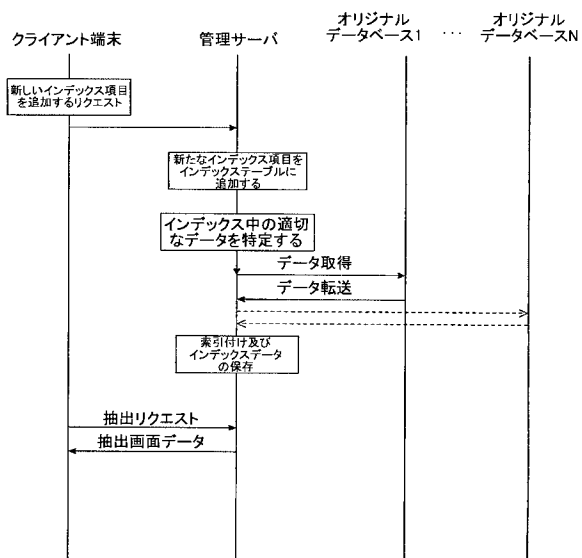 クライアント端末
管理サーバ
オリジナル
データベース1
···
オリジナル
データベースN
新しいインデックス項目
を追加するリクエスト
新たなインデックス項目を
インデックステーブルに
追加する
インデックス中の適切
なデータを特定する
データ取得
データ転送
索引付け及び
インデックスデータ
の保存
抽出リクエスト
抽出画面データ